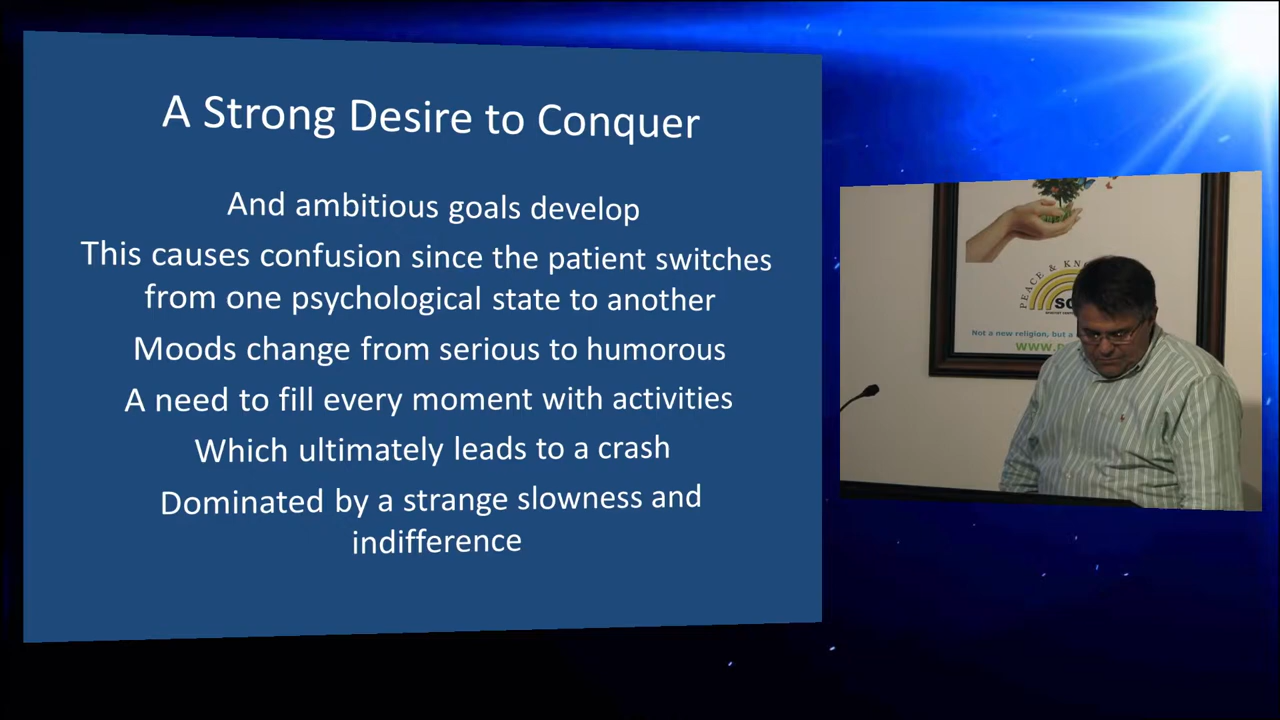 A Strong Desire to Conquer
And ambitious goals develop
This causes confusion since the patient switches
from one psychological state to another
Moods change from serious to humorous
A need to fill every moment with activities
Which ultimately leads to a crash
Dominated by a strange slowness and
indifference
PEACE &
Not a new religion, but a
www.